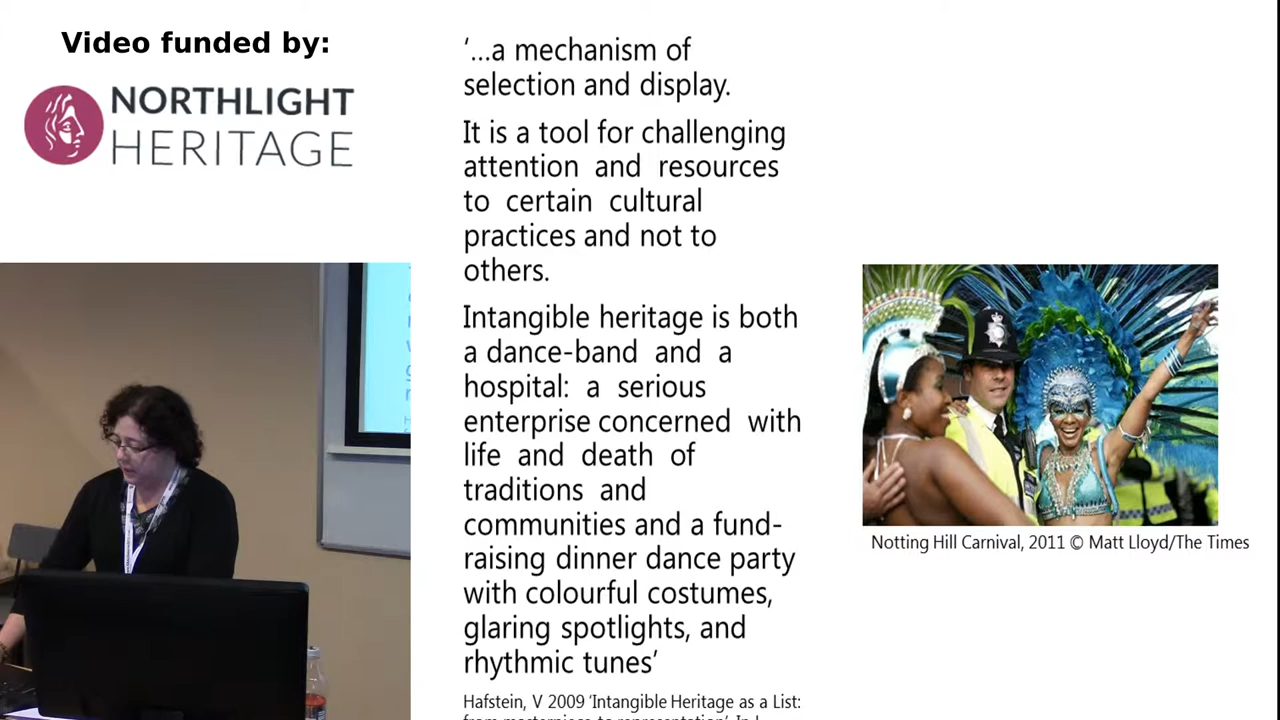 Video funded by:
NORTHLIGHT
HERITAGE
‘...a mechanism of
selection and display.
It is a tool for challenging
attention and resources
to certain cultural
practices and not to
others.
Intangible heritage is both
a dance-band and a
hospital: a serious
enterprise concerned with
life and death of
traditions and
communities and a fund-
raising dinner dance party
with colourful costumes,
glaring spotlights, and
rhythmic tunes’
Hafstein, V 2009 ‘Intangible Heritage as a List:
from masterpiece to representation’. In L
Notting Hill Carnival, 2011 © Matt Lloyd/The Times